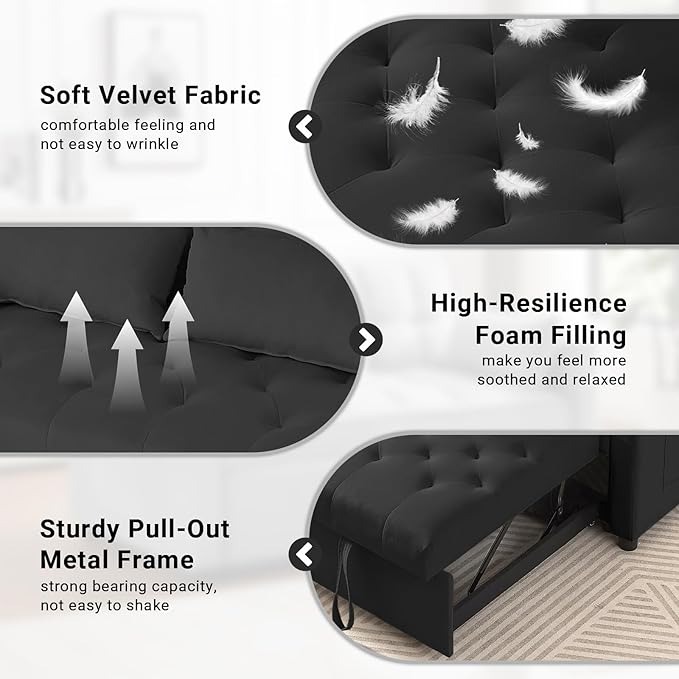 Soft Velvet Fabric
comfortable feeling and
not easy to wrinkle
High-Resilience
Foam Filling
make you feel more
soothed and relaxed
Sturdy Pull-Out
Metal Frame
strong bearing capacity,
not easy to shake